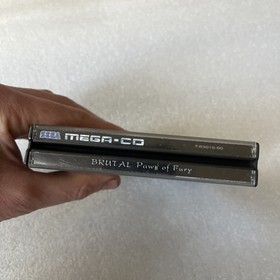 SEGA MEGA-CD
BRUTAL Paws of Fury